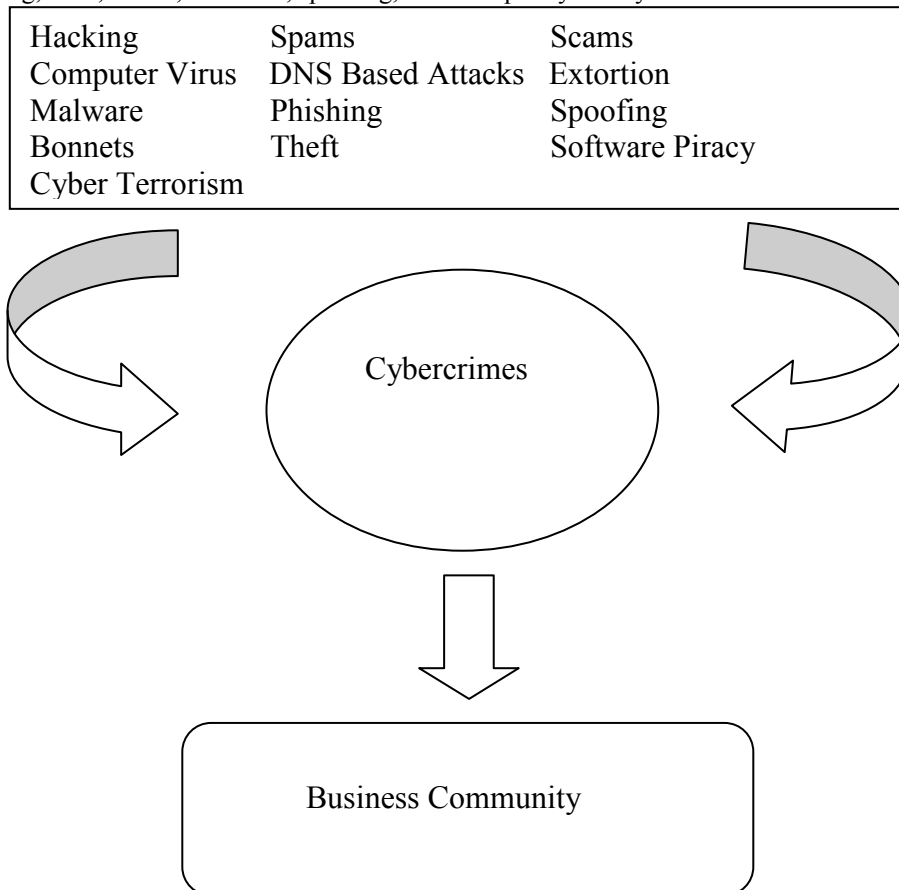 Hacking Spams Scams
Computer Virus DNS Based Attacks Extortion
Malware Phishing Spoofing
Bonnets Theft Software Piracy
Cyber Terrorism
Cybercrimes
Business Community